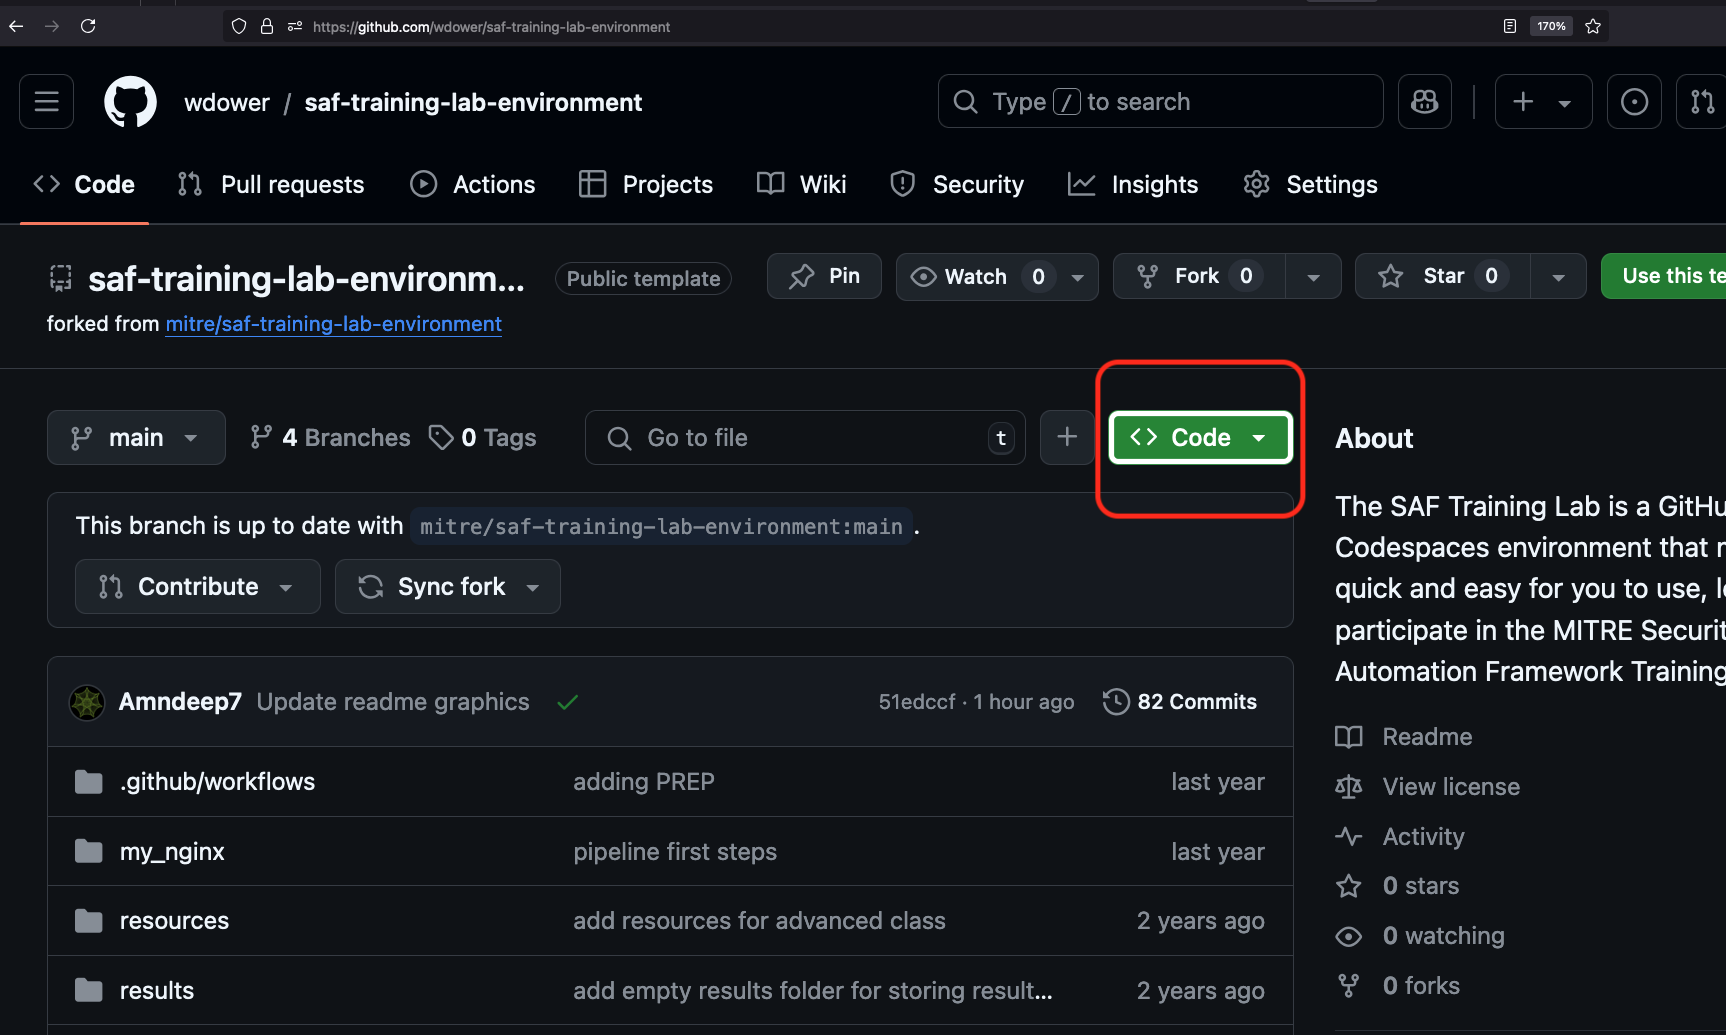 https://github.com/wdower/saf-training-lab-environment
170%
wdower / saf-training-lab-environment
Type / to search
Code
Pull requests
Actions
Projects
Wiki
Security
Insights
Settings
saf-training-lab-environm...
Public template
Pin
Watch 0
Fork 0
Star 0
Use this te
forked from mitre/saf-training-lab-environment
main
4 Branches
0 Tags
Go to file
t
Code
About
This branch is up to date with mitre/saf-training-lab-environment:main .
Contribute
Sync fork
The SAF Training Lab is a GitHu
Codespaces environment that
quick and easy for you to use,
participate in the MITRE Securit
Automation Framework Training
Amndeep7 Update readme graphics
51edccf · 1 hour ago
82 Commits
.github/workflows adding PREP last year
my_nginx pipeline first steps last year
resources add resources for advanced class 2 years ago
results add empty results folder for storing result... 2 years ago
Readme
View license
Activity
0 stars
0 watching
0 forks